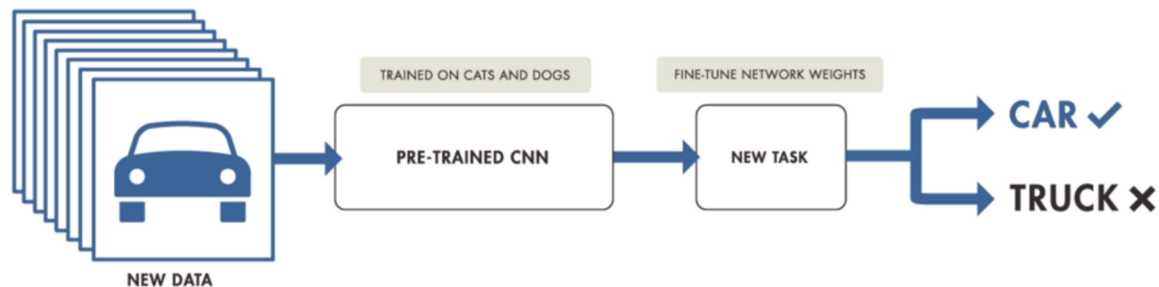 TRAINED ON CATS AND DOGS
FINE-TUNE NETWORK WEIGHTS
PRE-TRAINED CNN
NEW TASK
CAR
TRUCK
NEW DATA